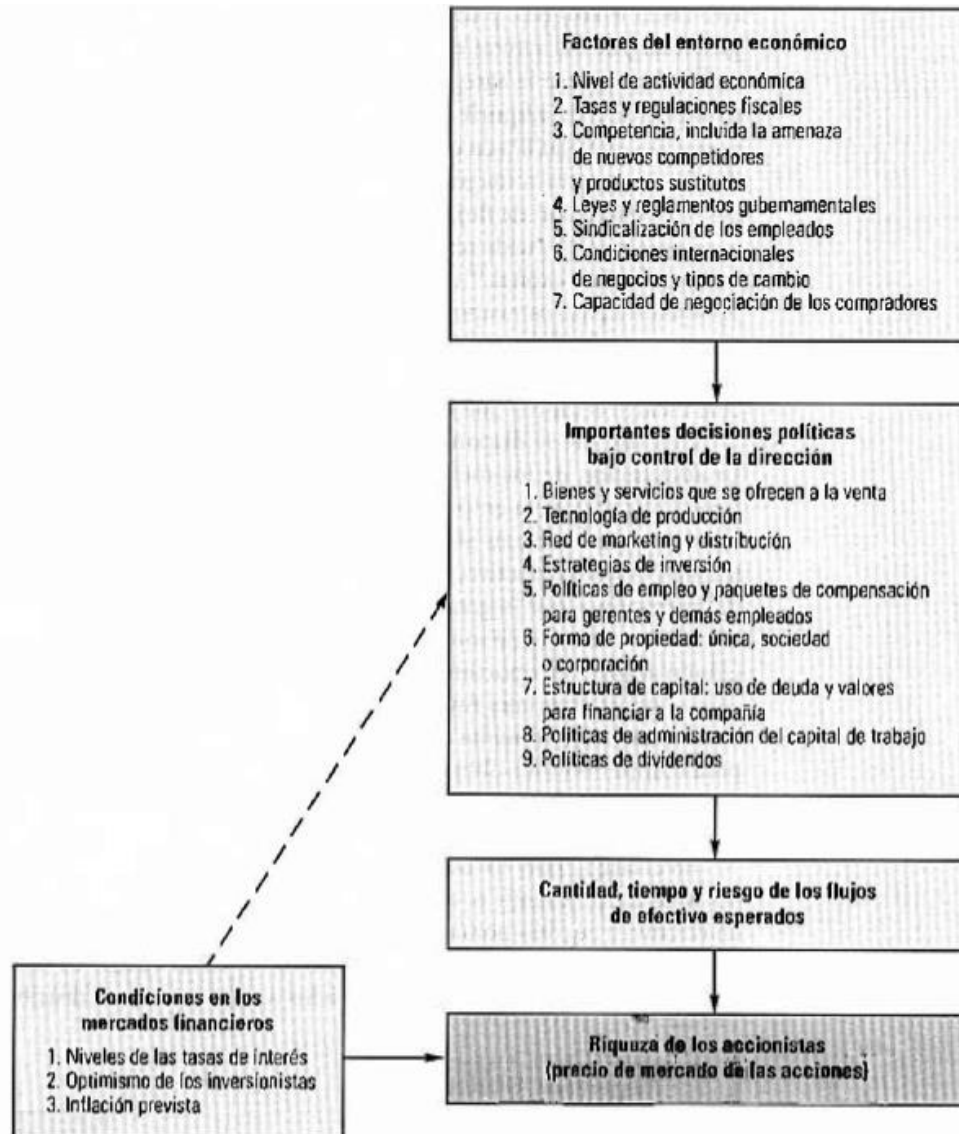 Factores del entorno económico
1. Nivel de actividad económica
2. Tasas y regulaciones fiscales
3. Competencia, incluida la amenaza
de nuevos competidores
y productos sustitutos
4. Leyes y reglamentos gubernamentales
5. Sindicalización de los empleados
6. Condiciones internacionales
de negocios y tipos de cambio
7. Capacidad de negociación de los compradores
Importantes decisiones políticas
bajo control de la dirección
1. Bienes y servicios que se ofrecen a la venta
2. Tecnología de producción
3. Red de marketing y distribución
4. Estrategias de inversión
5. Políticas de empleo y paquetes de compensación
para gerentes y demás empleados
6. Forma de propiedad: única, sociedad
o corporación
7. Estructura de capital: uso de deuda y valores
para financiar a la compañía
8. Políticas de administración del capital de trabajo
9. Políticas de dividendos
Cantidad, tiempo y riesgo de los flujos
de efectivo esperados
Condiciones en los
mercados financieros
1. Niveles de las tasas de interés
2. Optimismo de los inversionistas
3. Inflación prevista
Riqueza de los accionistas
(precio de mercado de las acciones)